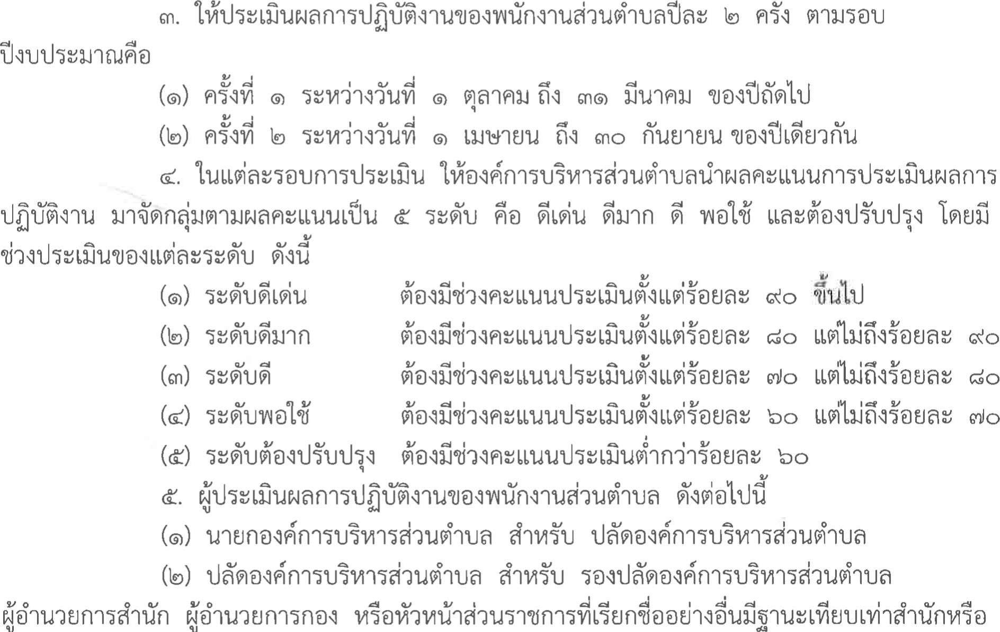 ๓. ให้ประเมินผลการปฏิบัติงานของพนักงานส่วนตำบลปีละ ๒ ครั้ง ตามรอบ
ปีงบประมาณคือ
(๑) ครั้งที่ ๑ ระหว่างวันที่ ๑ ตุลาคม ถึง ๓๑ มีนาคม ของปีถัดไป
(๒) ครั้งที่ ๒ ระหว่างวันที่ ๑ เมษายน ถึง ๓๐ กันยายน ของปีเดียวกัน
๔. ในแต่ละรอบการประเมิน ให้องค์การบริหารส่วนตำบลนำผลคะแนนการประเมินผลการ
ปฏิบัติงาน มาจัดกลุ่มตามผลคะแนนเป็น ๕ ระดับ คือ ดีเด่น ดีมาก ดี พอใช้ และต้องปรับปรุง โดยมี
ช่วงประเมินของแต่ละระดับ ดังนี้
(๑) ระดับดีเด่น ต้องมีช่วงคะแนนประเมินตั้งแต่ร้อยละ ๙๐ ขึ้นไป
(๒) ระดับดีมาก ต้องมีช่วงคะแนนประเมินตั้งแต่ร้อยละ ๘๐ แต่ไม่ถึงร้อยละ ๙๐
(๓) ระดับดี ต้องมีช่วงคะแนนประเมินตั้งแต่ร้อยละ ๗๐ แต่ไม่ถึงร้อยละ ๘๐
(๔) ระดับพอใช้ ต้องมีช่วงคะแนนประเมินตั้งแต่ร้อยละ ๖๐ แต่ไม่ถึงร้อยละ ๗๐
(๕) ระดับต้องปรับปรุง ต้องมีช่วงคะแนนประเมินต่ำกว่าร้อยละ ๖๐
๕. ผู้ประเมินผลการปฏิบัติงานของพนักงานส่วนตำบล ดังต่อไปนี้
(๑) นายกองค์การบริหารส่วนตำบล สำหรับ ปลัดองค์การบริหารส่วนตำบล
(๒) ปลัดองค์การบริหารส่วนตำบล สำหรับ รองปลัดองค์การบริหารส่วนตำบล
ผู้อำนวยการสำนัก ผู้อำนวยการกอง หรือหัวหน้าส่วนราชการที่เรียกชื่ออย่างอื่นมีฐานะเทียบเท่าสำนักหรือ